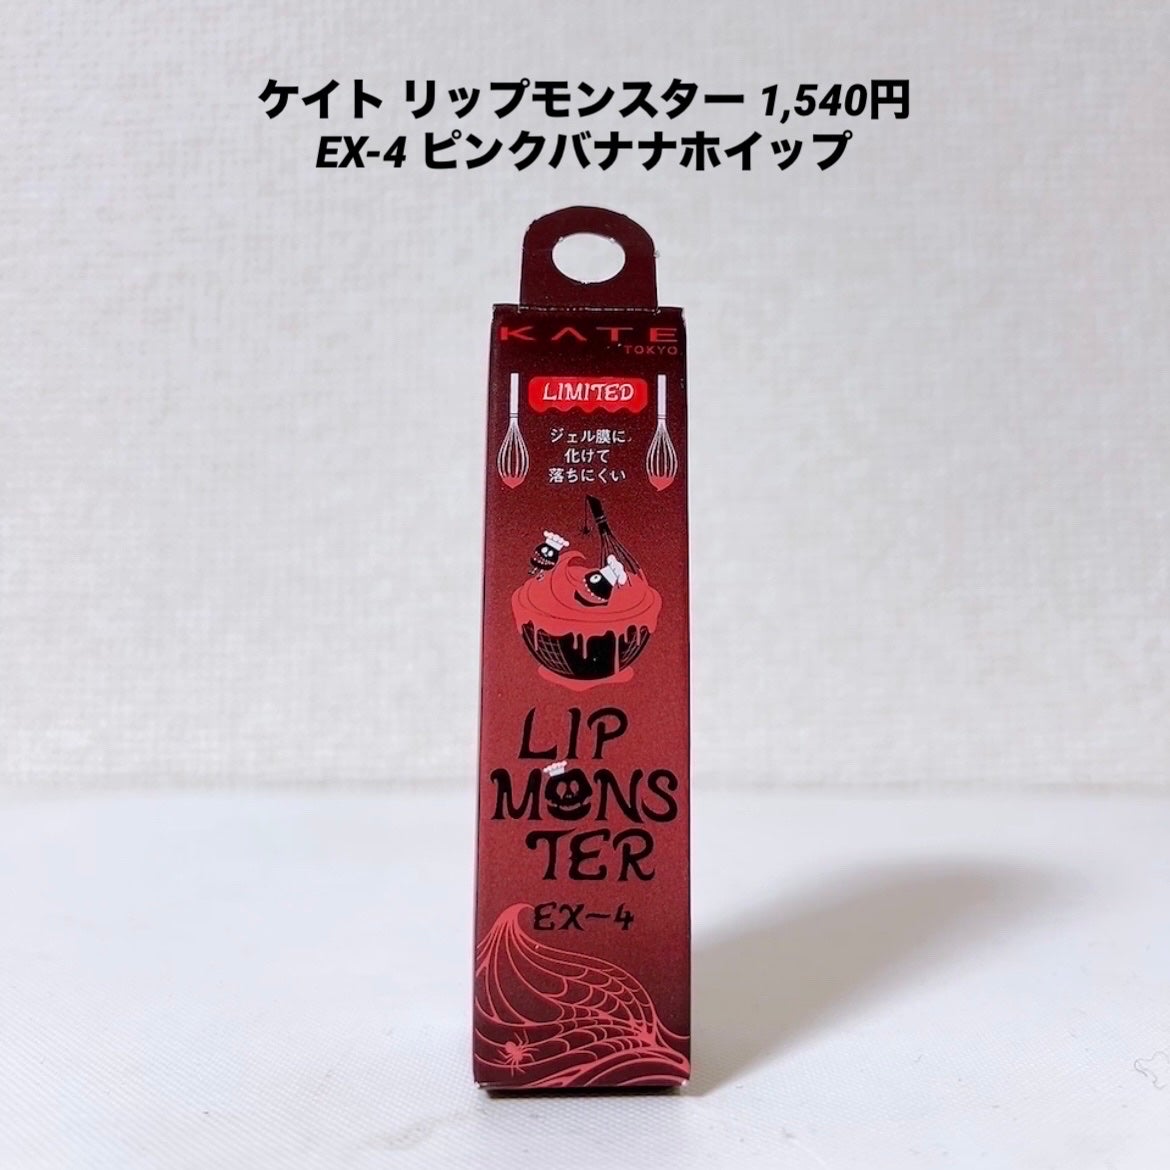 ケイト リップモンスター 1,540円
EX-4 ピンクバナナホイップ
KATE
TOKYO
LIMITED
ジェル膜に
化けて
落ちにくい
LIP
MONS
TER
EX-4